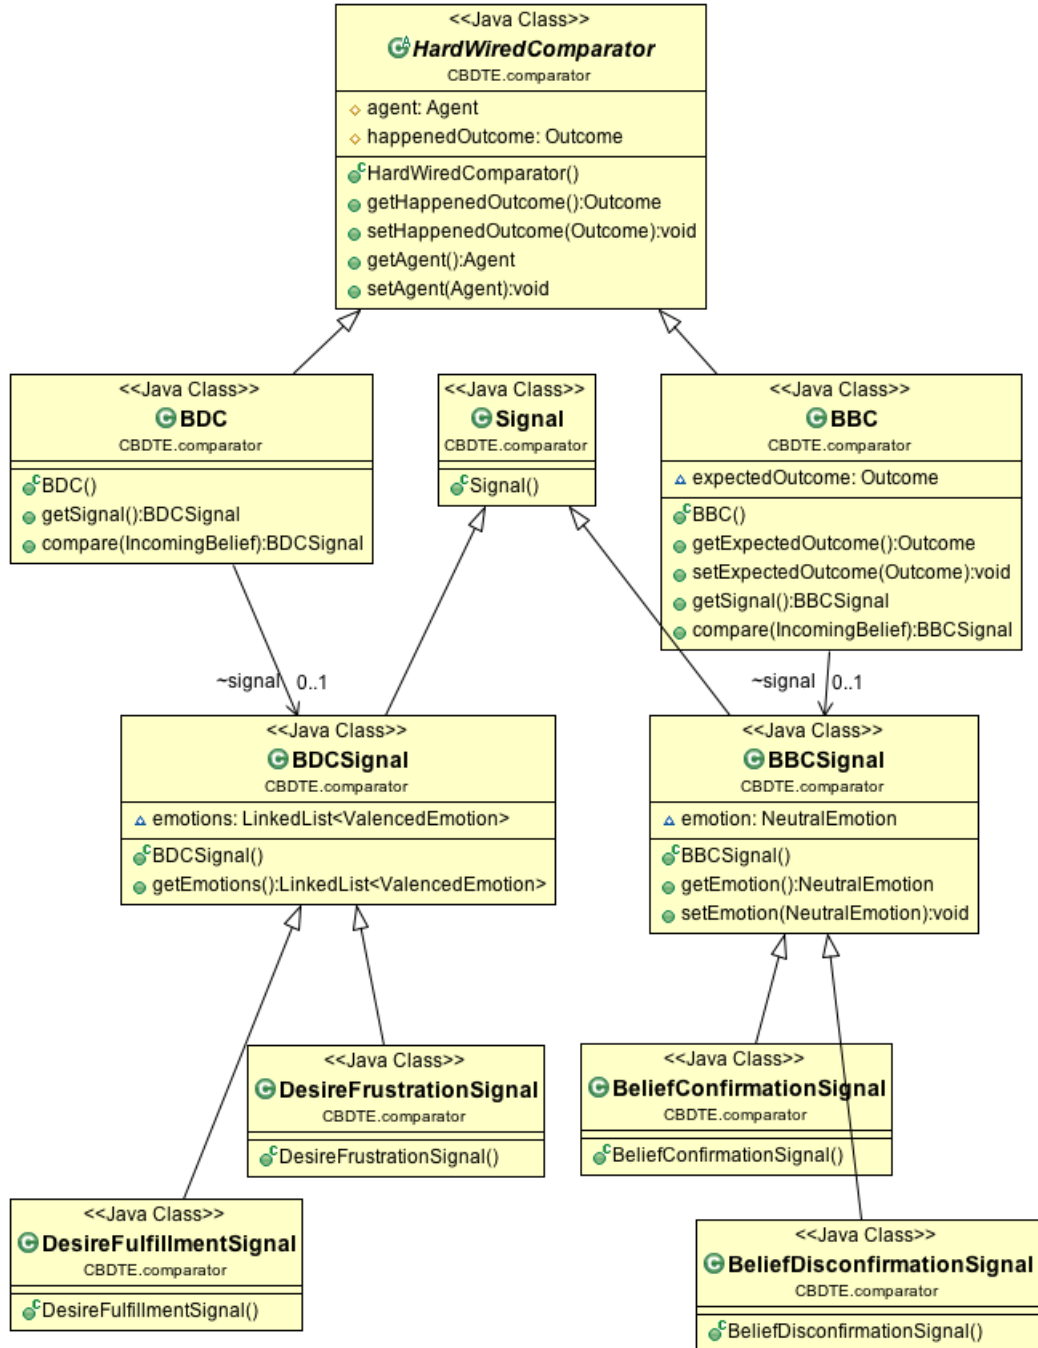 <<Java Class>>
HardWiredComparator
CBDTE.comparator
agent: Agent
happenedOutcome: Outcome
HardWiredComparator()
getHappenedOutcome():Outcome
setHappenedOutcome(Outcome):void
getAgent():Agent
setAgent(Agent):void
<<Java Class>>
BDC
CBDTE.comparator
BDC()
getSignal():BDCSignal
compare(IncomingBelief):BDCSignal
<<Java Class>>
Signal
CBDTE.comparator
Signal()
<<Java Class>>
BBC
CBDTE.comparator
expectedOutcome: Outcome
BBC()
getExpectedOutcome():Outcome
setExpectedOutcome(Outcome):void
getSignal():BBCSignal
compare(IncomingBelief):BBCSignal
~signal 0..1
~signal 0..1
<<Java Class>>
BDCSignal
CBDTE.comparator
emotions: LinkedList<ValencedEmotion>
BDCSignal()
getEmotions():LinkedList<ValencedEmotion>
<<Java Class>>
BBCSignal
CBDTE.comparator
emotion: NeutralEmotion
BBCSignal()
getEmotion():NeutralEmotion
setEmotion(NeutralEmotion):void
<<Java Class>>
DesireFrustrationSignal
CBDTE.comparator
DesireFrustrationSignal()
<<Java Class>>
BeliefConfirmationSignal
CBDTE.comparator
BeliefConfirmationSignal()
<<Java Class>>
DesireFulfillmentSignal
CBDTE.comparator
DesireFulfillmentSignal()
<<Java Class>>
BeliefDisconfirmationSignal
CBDTE.comparator
BeliefDisconfirmationSignal()